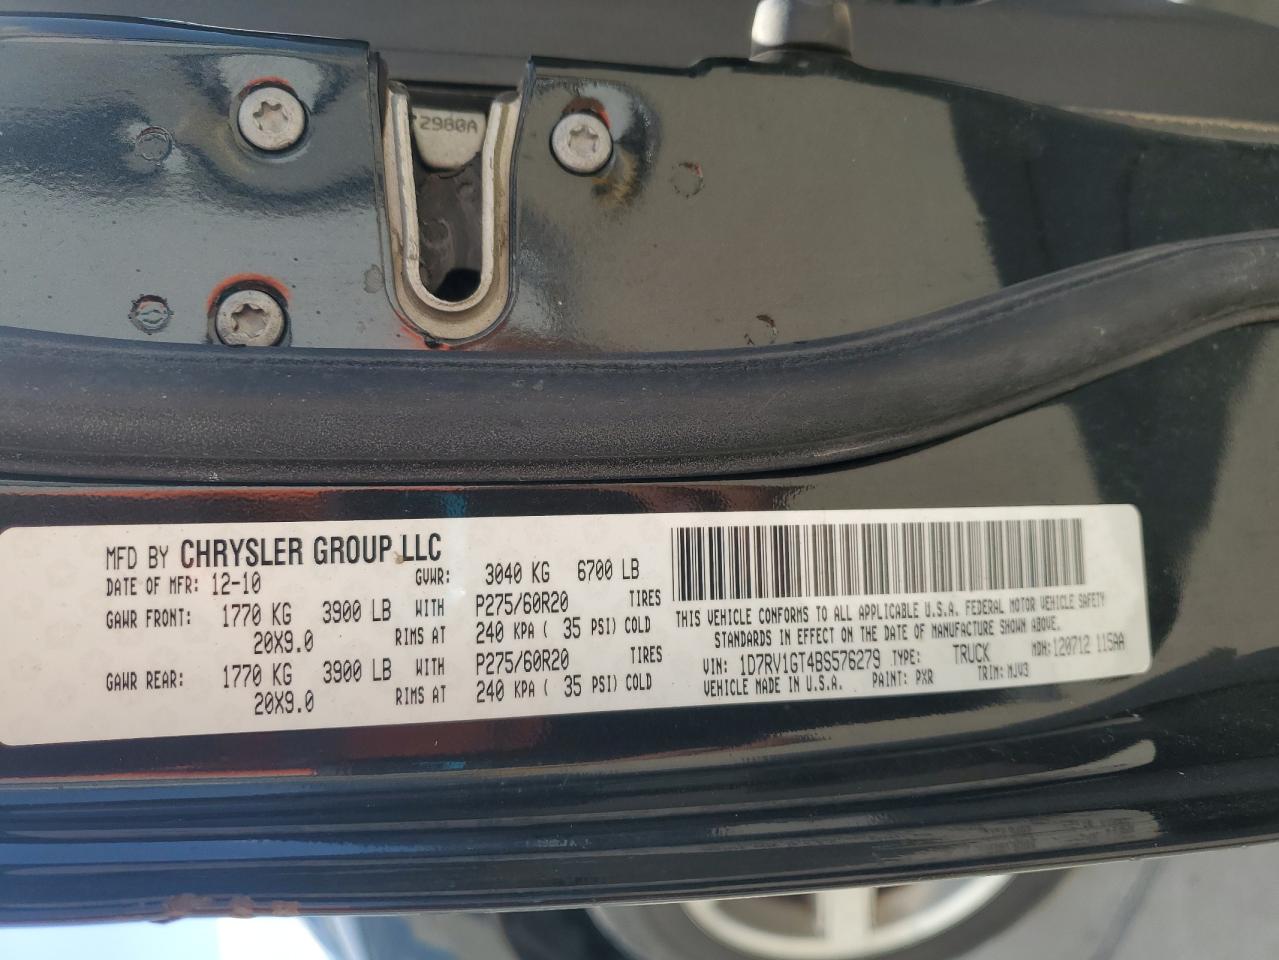 2980A
MFD BY CHRYSLER GROUP LLC
DATE OF MFR: 12-10 GVWR: 3040 KG 6700 LB
GAWR FRONT: 1770 KG 3900 LB WITH P275/60R20 TIRES
20X9.0 RIMS AT 240 KPA ( 35 PSI) COLD
GAWR REAR: 1770 KG 3900 LB WITH P275/60R20 TIRES
20X9.0 RIMS AT 240 KPA ( 35 PSI) COLD
THIS VEHICLE CONFORMS TO ALL APPLICABLE U.S.A. FEDERAL MOTOR VEHICLE SAFETY
STANDARDS IN EFFECT ON THE DATE OF MANUFACTURE SHOWN ABOVE.
VIN: 1D7RV1GT4BS576279 TYPE: TRUCK MDH: 120712 115AA
VEHICLE MADE IN U.S.A. PAINT: PXR TRIM: MJV3